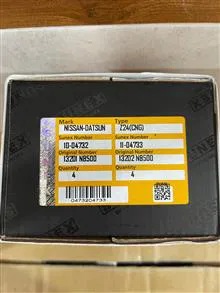 Mark Type
NISSAN-DATSUN Z24(CNG)
Sunex Number Sunex Number
10-04732 11-04733
Original Number Original Number
13201 N8500 13202 N8500
Quantity Quantity
4 4
0473204733